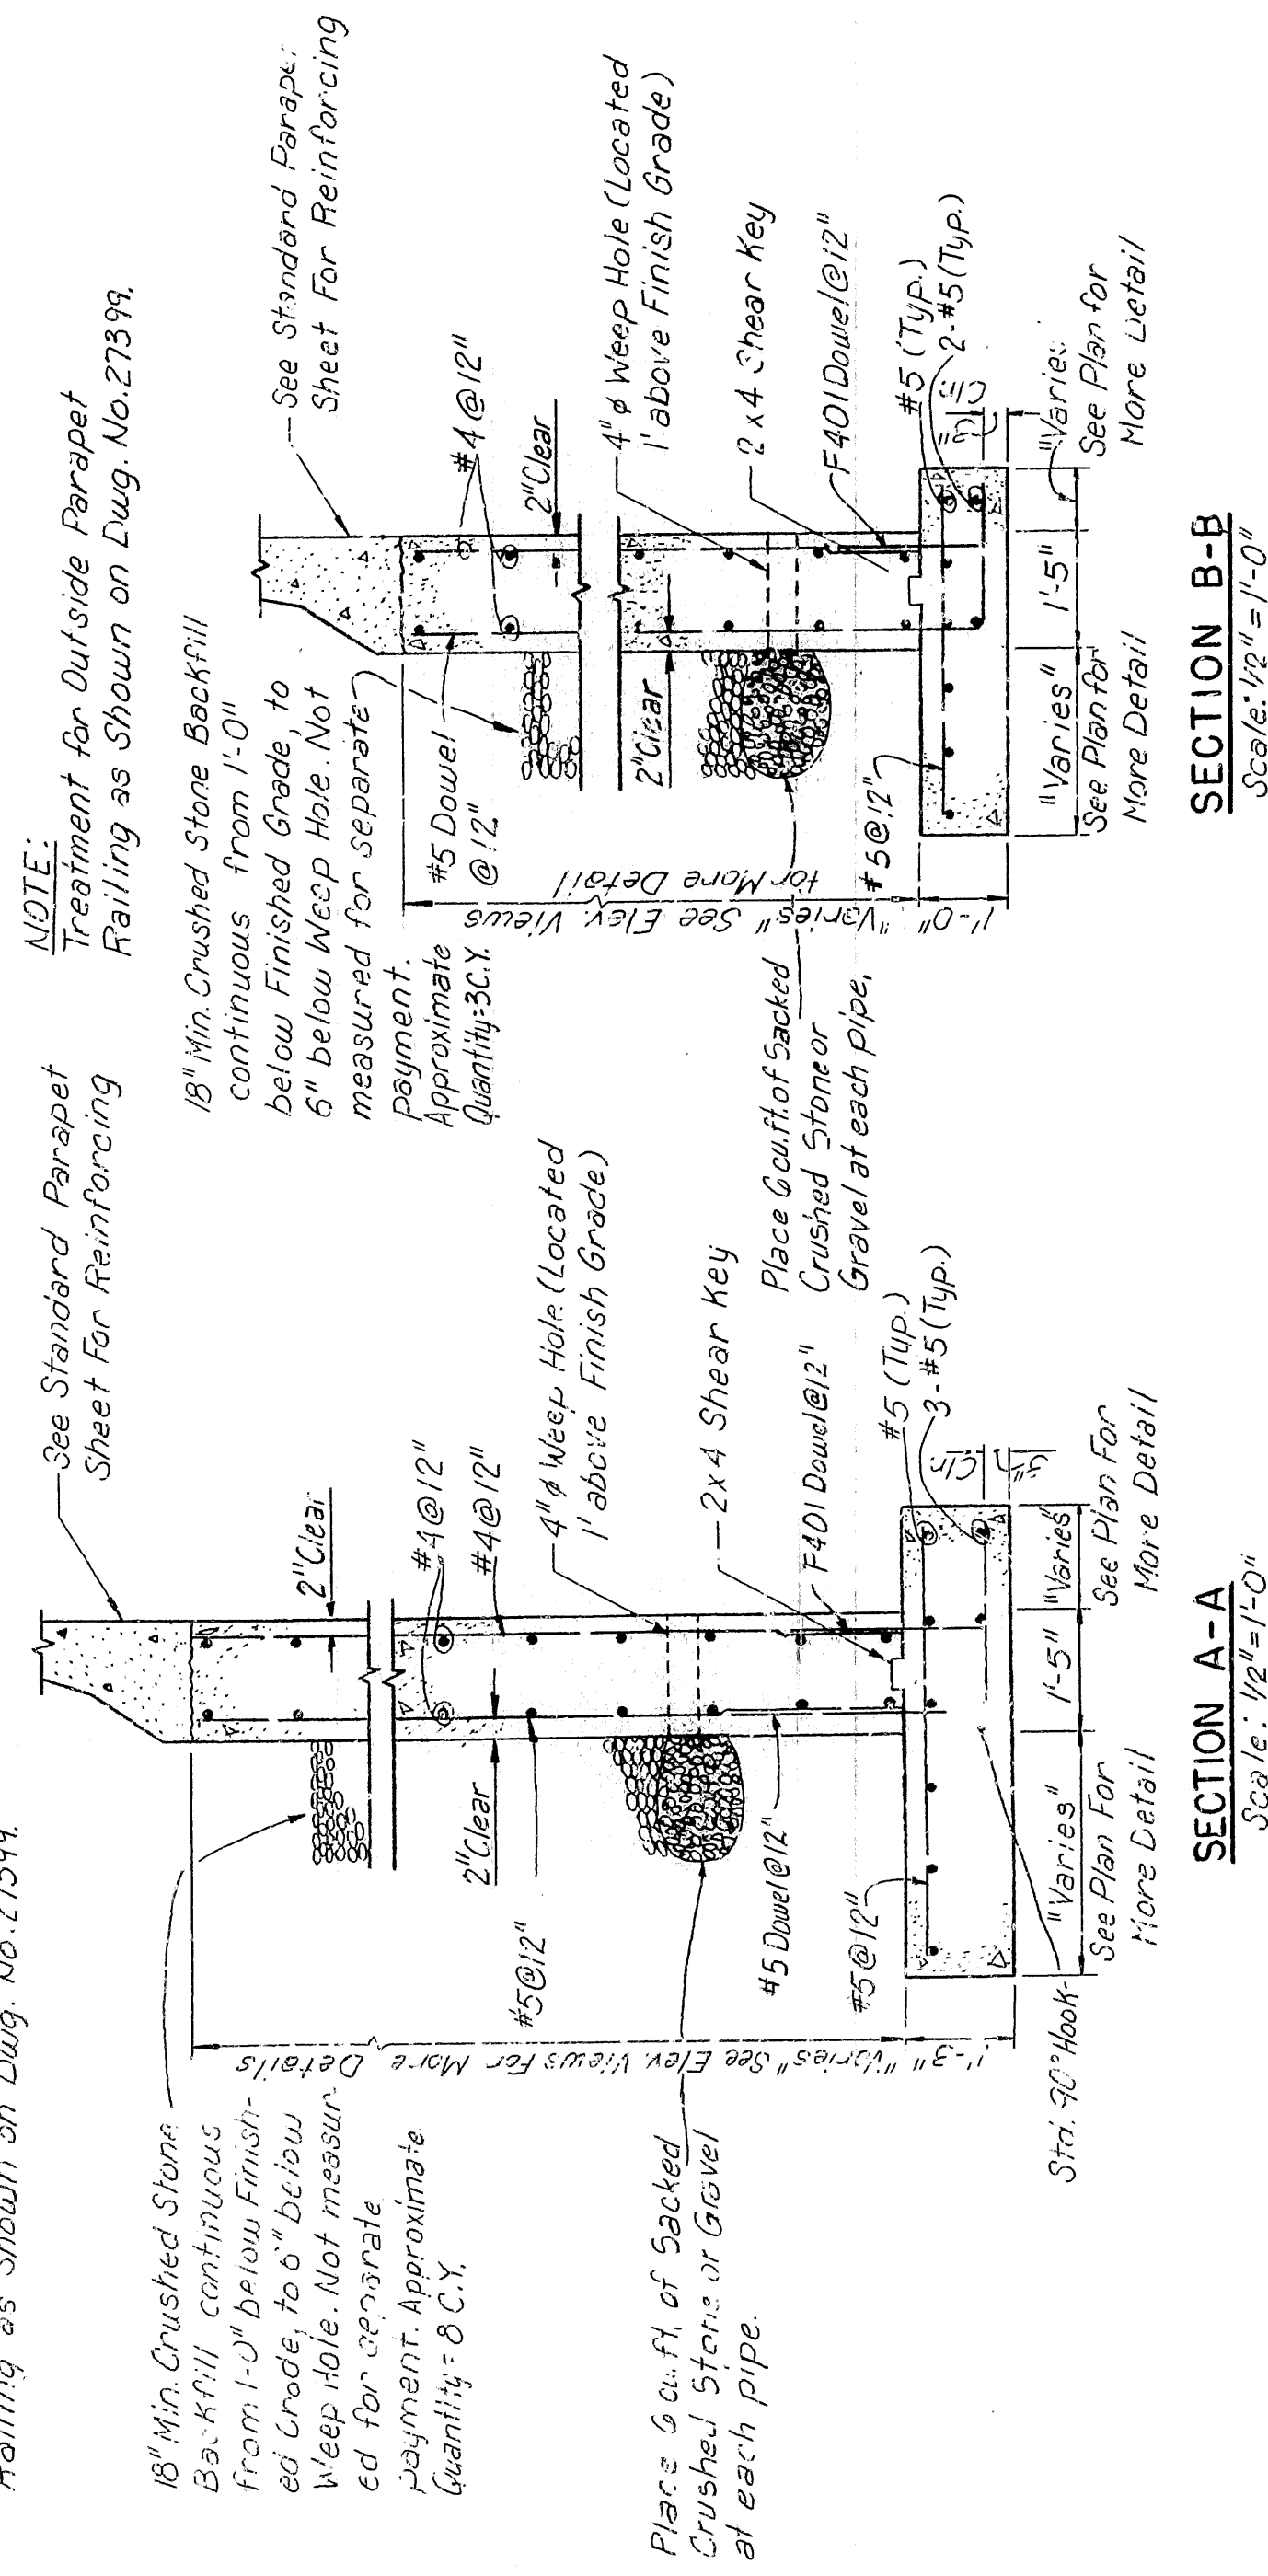 Railing as Shown on Dwg. No. 27399.
See Standard Parapet
Sheet For Reinforcing
18" Min. Crushed Stone
Backfill continuous
from 1'-0" below Finish-
ed Grade, to 6" below
Weep Hole. Not measur-
ed for separate
payment. Approximate
Quantity = 8 C.Y.
2" Clear
#4@12"
#4@12"
4" ø Weep Hole (Located
1' above Finish Grade)
2"Clear
#5@12"
2x4 Shear Key
Place 6 cu. ft. of Sacked
Crushed Stone or Gravel
at each pipe.
#5 Dowel@12"
F401 Dowel@12"
#5@12"
#5 (Typ.)
3-#5 (Typ.)
1'-3" "Varies" See Elev. Views For More Details
3" Cln
Std. 90° Hook
"Varies"
1'-5"
"Varies"
See Plan For
More Detail
See Plan For
More Detail
SECTION A-A
Scale: 1/2"=1'-0"
NOTE:
Treatment for Outside Parapet
Railing as Shown on Dwg. No. 27399.
See Standard Parapet
Sheet For Reinforcing
18" Min. Crushed Stone Backfill
continuous from 1'-0"
below Finished Grade, to
6" below Weep Hole. Not
measured for separate
payment.
Approximate
Quantity=3 C.Y.
#5 Dowel
@12"
#4@12"
2"Clear
4" ø Weep Hole (Located
1' above Finish Grade)
2"Clear
2x4 Shear Key
Place 6 cu.ft. of Sacked
Crushed Stone or
Gravel at each pipe.
F401 Dowel@12"
#5@12"
#5 (Typ.)
2-#5 (Typ.)
1'-0" "Varies" See Elev. Views
for More Detail
3" Cln
"Varies"
1'-5"
"Varies"
See Plan for
More Detail
See Plan for
More Detail
SECTION B-B
Scale: 1/2"=1'-0"